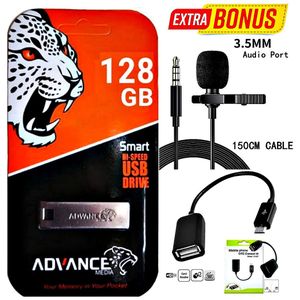 EXTRA BONUS
3.5MM
Audio Port
128
GB
Smart
HI-SPEED
USB
DRIVE
150CM CABLE
ADVANCE
ADVANCE
MEDIA
Your Memory in Your Pocket